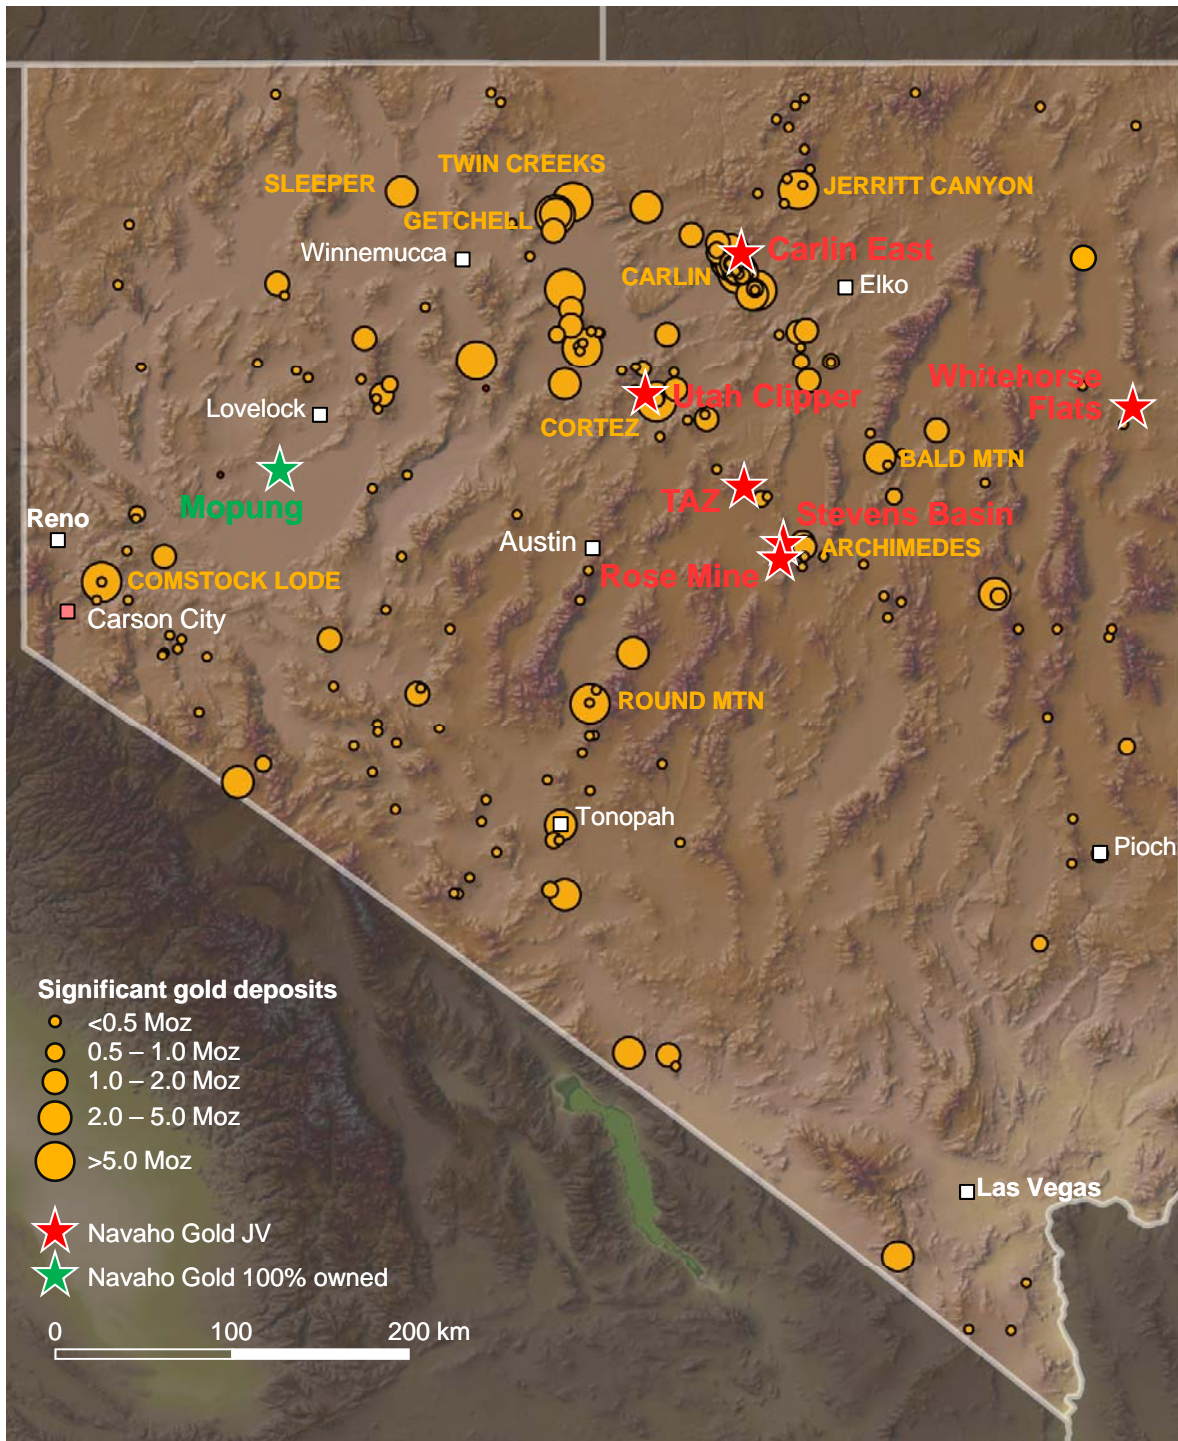 TWIN CREEKS
SLEEPER
JERRITT CANYON
GETCHELL
Winnemucca
Carlin East
CARLIN
Elko
Whitehorse
Flats
Utah Clipper
Lovelock
CORTEZ
BALD MTN
TAZ
Mopung
Stevens Basin
Reno
Austin
ARCHIMEDES
Rose Mine
COMSTOCK LODE
Carson City
ROUND MTN
Tonopah
Pioch
Significant gold deposits
<0.5 Moz
0.5 – 1.0 Moz
1.0 – 2.0 Moz
2.0 – 5.0 Moz
>5.0 Moz
Las Vegas
Navaho Gold JV
Navaho Gold 100% owned
0 100 200 km